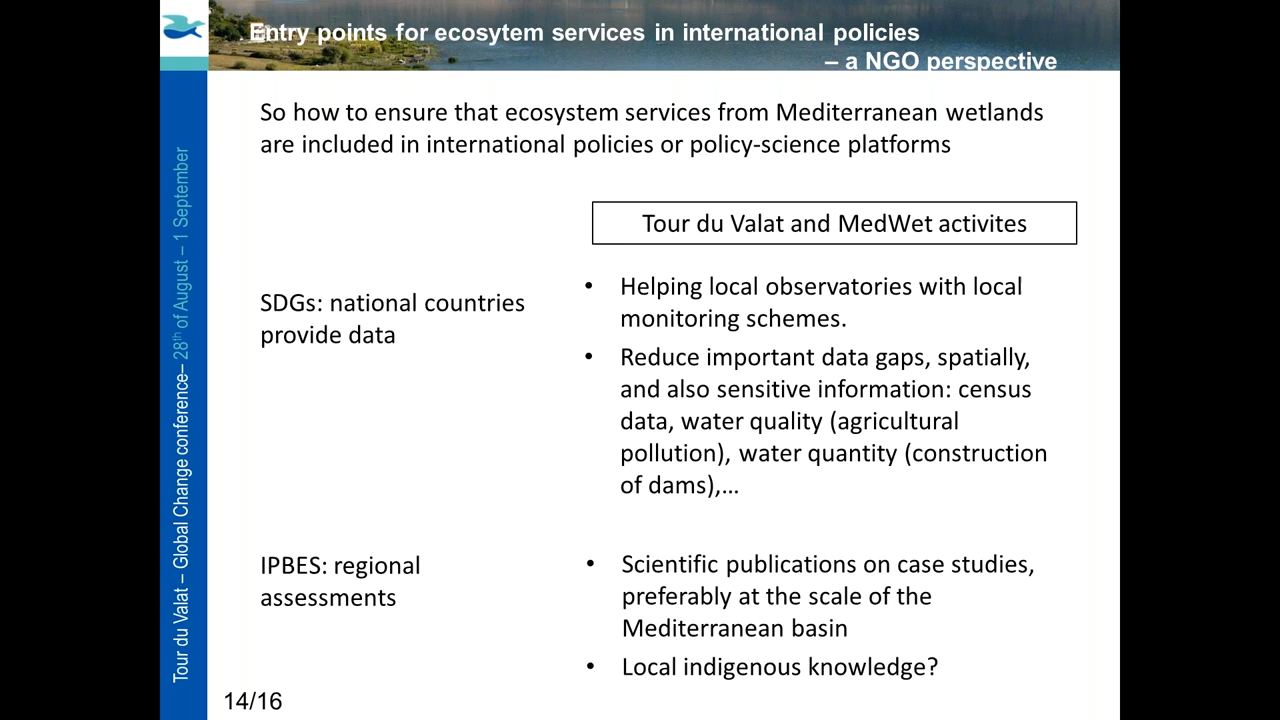 Entry points for ecosytem services in international policies
– a NGO perspective
So how to ensure that ecosystem services from Mediterranean wetlands
are included in international policies or policy-science platforms
Tour du Valat and MedWet activites
SDGs: national countries
provide data
• Helping local observatories with local
monitoring schemes.
• Reduce important data gaps, spatially,
and also sensitive information: census
data, water quality (agricultural
pollution), water quantity (construction
of dams),…
IPBES: regional
assessments
• Scientific publications on case studies,
preferably at the scale of the
Mediterranean basin
• Local indigenous knowledge?
14/16
Tour du Valat – Global Change conference– 28th of August – 1 September